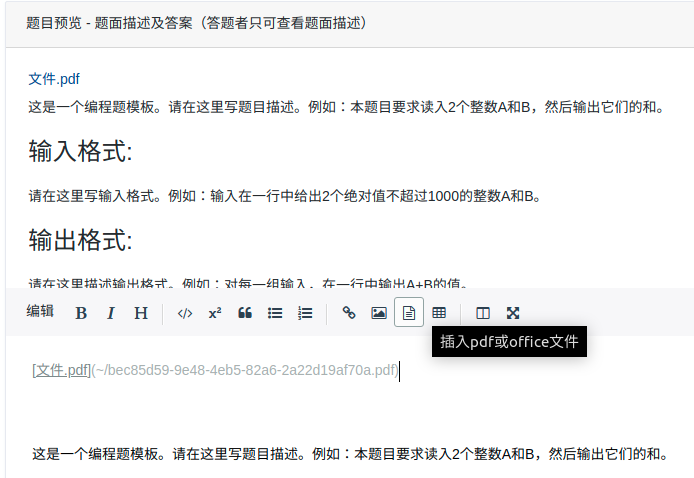 题目预览 - 题面描述及答案（答题者只可查看题面描述）
文件.pdf
这是一个编程题模板。请在这里写题目描述。例如：本题目要求读入2个整数A和B，然后输出它们的和。
输入格式:
请在这里写输入格式。例如：输入在一行中给出2个绝对值不超过1000的整数A和B。
输出格式:
请在这里描述输出格式。例如：对每一组输入，在一行中输出A+B的值。
编辑 B I H </> x²
插入pdf或office文件
[文件.pdf](~/bec85d59-9e48-4eb5-82a6-2a22d19af70a.pdf)
这是一个编程题模板。请在这里写题目描述。例如：本题目要求读入2个整数A和B，然后输出它们的和。